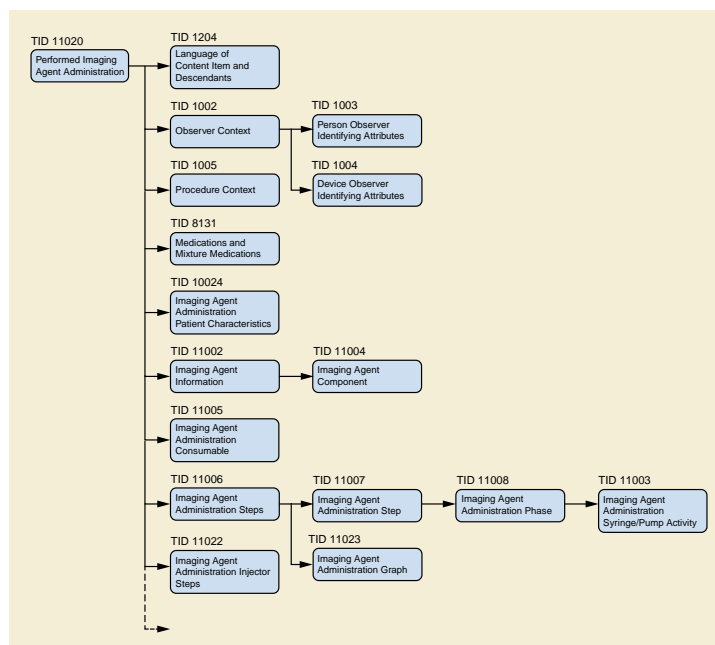 TID 11020
Performed Imaging
Agent Administration
TID 1204
Language of
Content Item and
Descendants
TID 1002
Observer Context
TID 1003
Person Observer
Identifying Attributes
TID 1004
Device Observer
Identifying Attributes
TID 1005
Procedure Context
TID 8131
Medications and
Mixture Medications
TID 10024
Imaging Agent
Administration
Patient Characteristics
TID 11002
Imaging Agent
Information
TID 11004
Imaging Agent
Component
TID 11005
Imaging Agent
Administration
Consumable
TID 11006
Imaging Agent
Administration Steps
TID 11007
Imaging Agent
Administration Step
TID 11008
Imaging Agent
Administration Phase
TID 11003
Imaging Agent
Administration
Syringe/Pump Activity
TID 11023
Imaging Agent
Administration Graph
TID 11022
Imaging Agent
Administration Injector
Steps